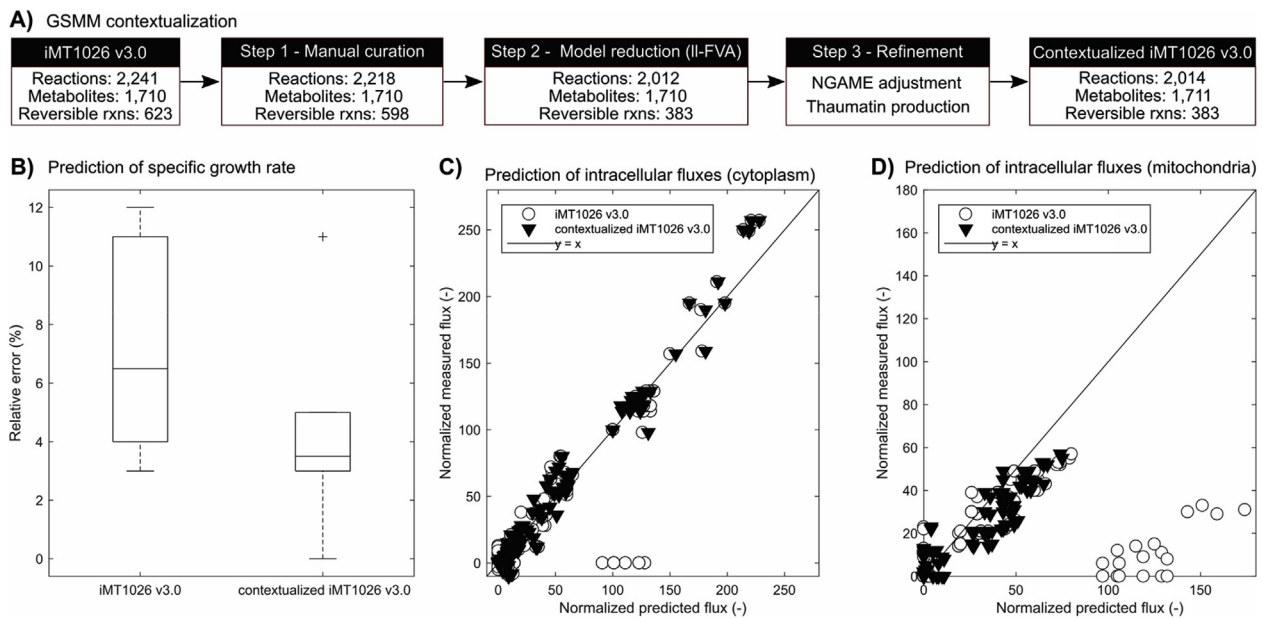 A) GSMM contextualization
iMT1026 v3.0
Reactions: 2,241
Metabolites: 1,710
Reversible rxns: 623
Step 1 - Manual curation
Reactions: 2,218
Metabolites: 1,710
Reversible rxns: 598
Step 2 - Model reduction (ll-FVA)
Reactions: 2,012
Metabolites: 1,710
Reversible rxns: 383
Step 3 - Refinement
NGAME adjustment
Thaumatin production
Contextualized iMT1026 v3.0
Reactions: 2,014
Metabolites: 1,711
Reversible rxns: 383
B) Prediction of specific growth rate
Relative error (%)
12
10
8
6
4
2
0
iMT1026 v3.0
contextualized iMT1026 v3.0
C) Prediction of intracellular fluxes (cytoplasm)
iMT1026 v3.0
contextualized iMT1026 v3.0
y = x
Normalized measured flux (-)
250
200
150
100
50
0
0 50 100 150 200 250
Normalized predicted flux (-)
D) Prediction of intracellular fluxes (mitochondria)
iMT1026 v3.0
contextualized iMT1026 v3.0
y = x
Normalized measured flux (-)
180
160
140
120
100
80
60
40
20
0
0 50 100 150
Normalized predicted flux (-)